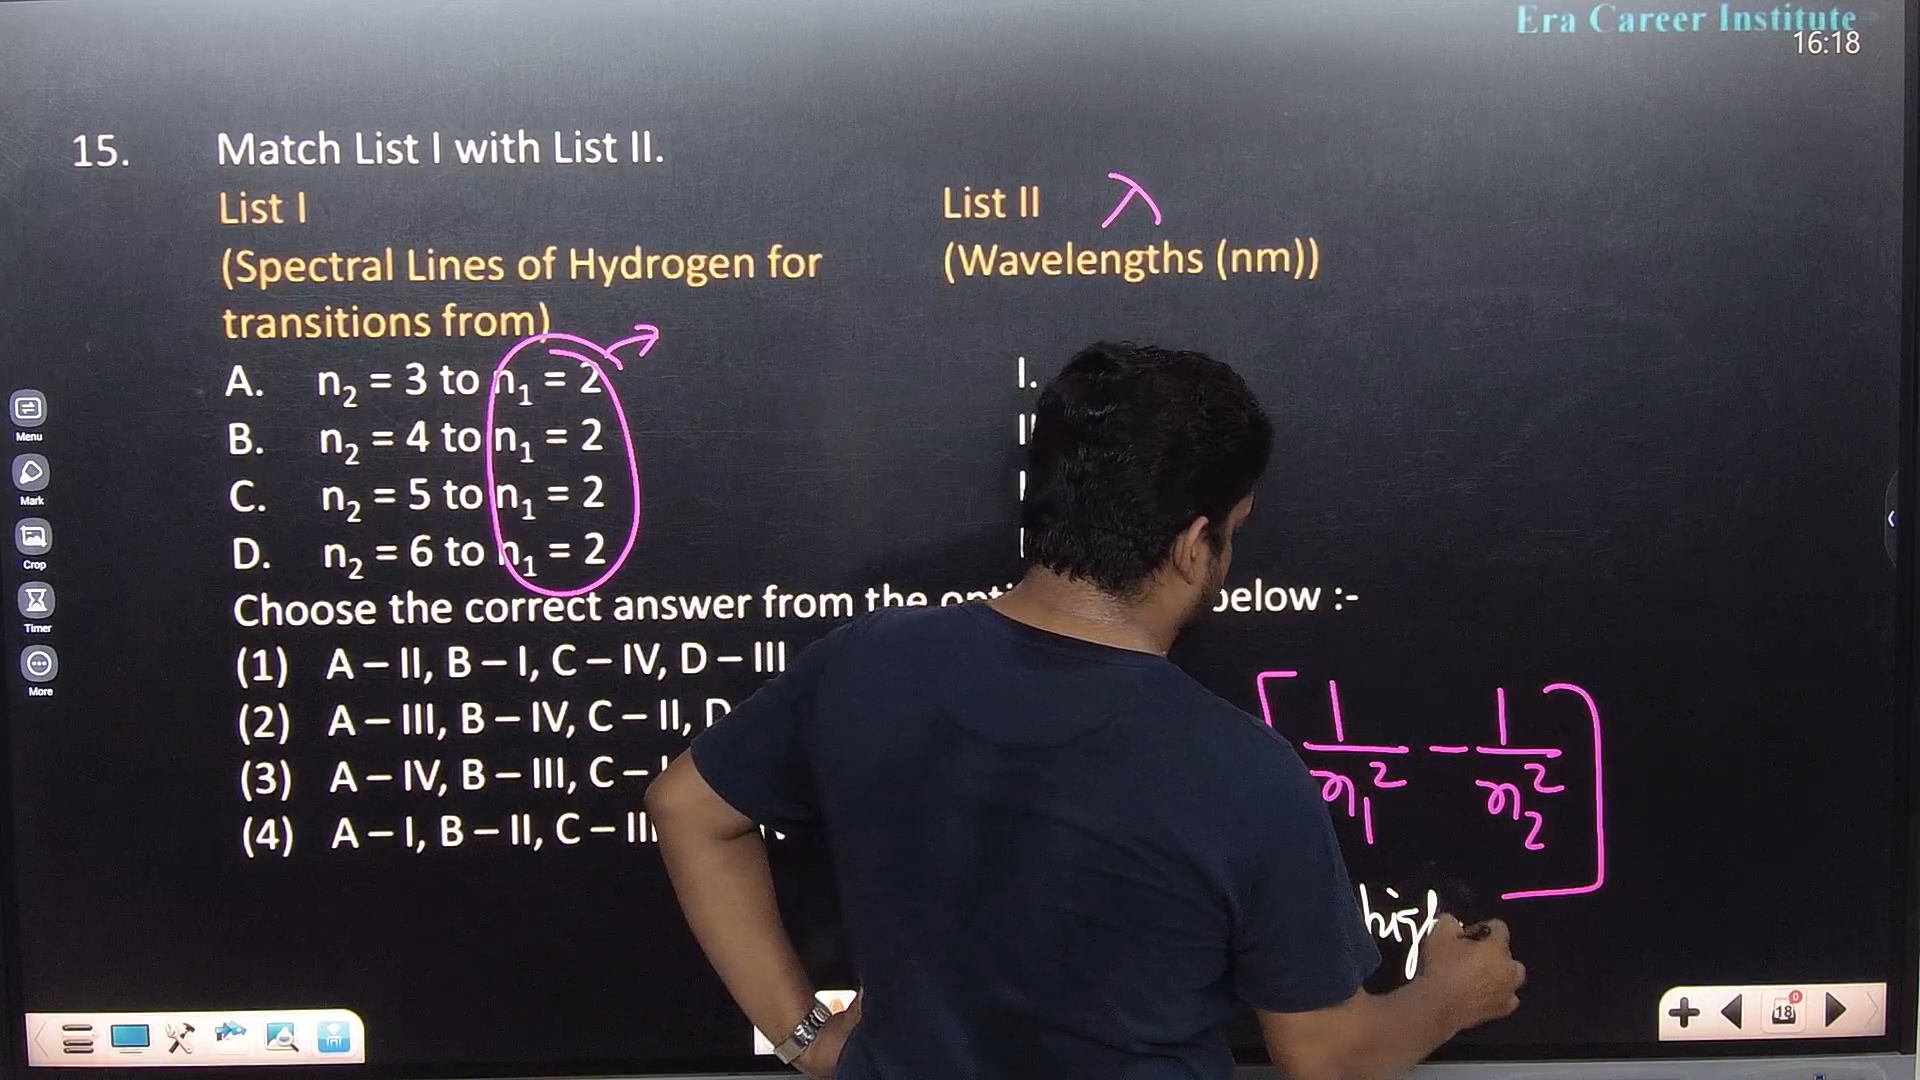 Era Career Institute
16:18
15. Match List I with List II.
List I
List II λ
(Spectral Lines of Hydrogen for
(Wavelengths (nm))
transitions from)
A. n₂ = 3 to n₁ = 2
I.
B. n₂ = 4 to n₁ = 2
C. n₂ = 5 to n₁ = 2
D. n₂ = 6 to n₁ = 2
Choose the correct answer from the below :-
(1) A – II, B – I, C – IV, D – III
(2) A – III, B – IV, C – II, D
(3) A – IV, B – III, C –
(4) A – I, B – II, C – III
[1/n₁² – 1/n₂²]
Menu
Mark
Crop
Timer
More
18
0